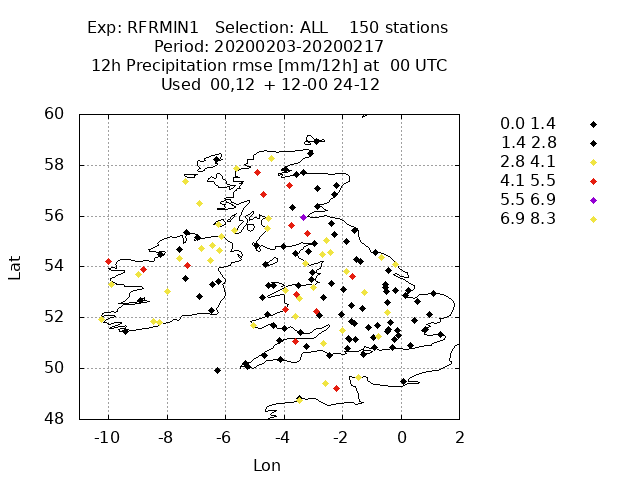 Exp: RFRMIN1 Selection: ALL 150 stations
Period: 20200203-20200217
12h Precipitation rmse [mm/12h] at 00 UTC
Used 00,12 + 12-00 24-12
60
58
56
54
52
50
48
Lat
-10 -8 -6 -4 -2 0 2
Lon
0.0 1.4
1.4 2.8
2.8 4.1
4.1 5.5
5.5 6.9
6.9 8.3